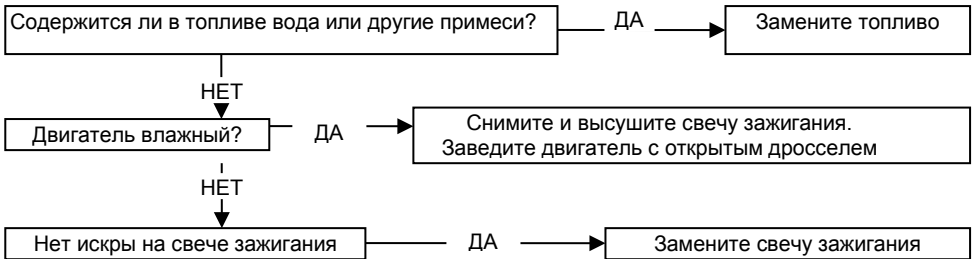 Содержится ли в топливе вода или другие примеси?
ДА
Замените топливо
НЕТ
Двигатель влажный?
ДА
Снимите и высушите свечу зажигания.
Заведите двигатель с открытым дросселем
НЕТ
Нет искры на свече зажигания
ДА
Замените свечу зажигания